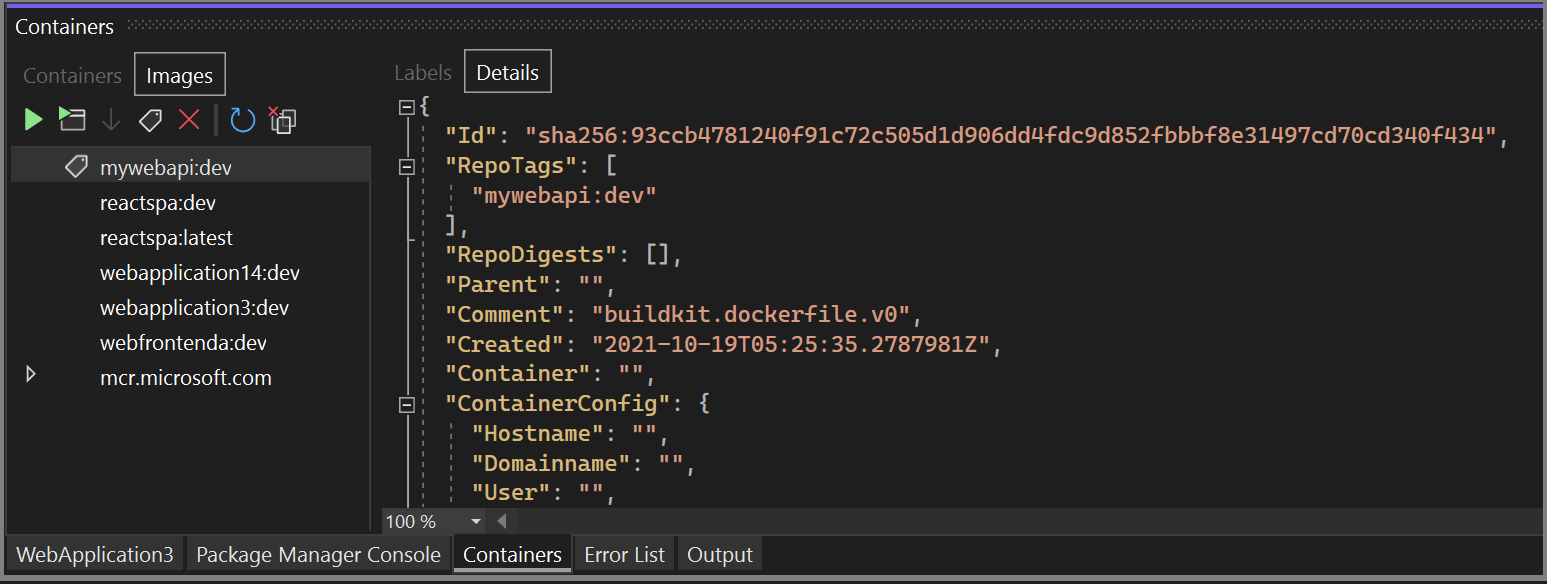 Containers
Containers Images
mywebapi:dev
reactspa:dev
reactspa:latest
webapplication14:dev
webapplication3:dev
webfrontenda:dev
mcr.microsoft.com
Labels Details
{
"Id": "sha256:93ccb4781240f91c72c505d1d906dd4fdc9d852fbbbf8e31497cd70cd340f434",
"RepoTags": [
"mywebapi:dev"
],
"RepoDigests": [],
"Parent": "",
"Comment": "buildkit.dockerfile.v0",
"Created": "2021-10-19T05:25:35.2787981Z",
"Container": "",
"ContainerConfig": {
"Hostname": "",
"Domainname": "",
"User": "",
100 %
WebApplication3 Package Manager Console Containers Error List Output